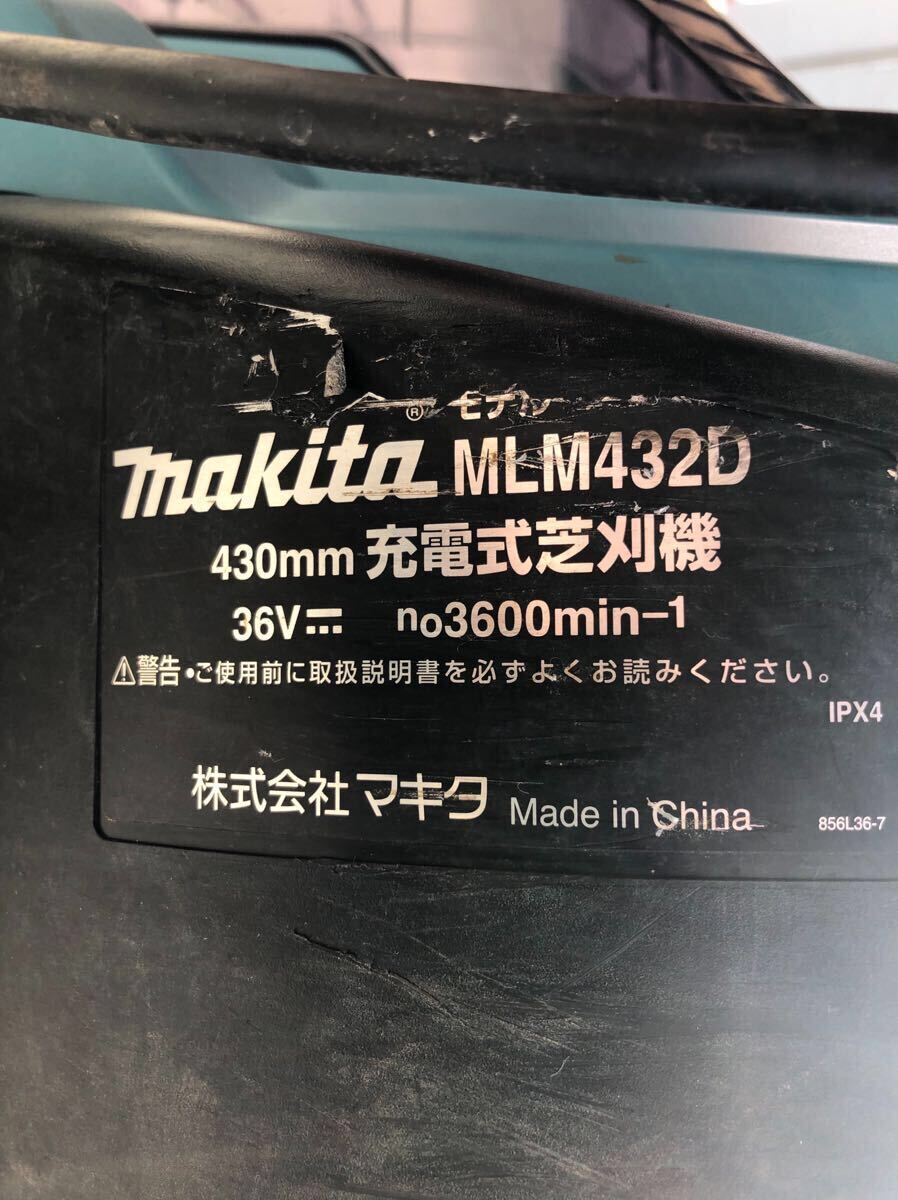 モデル
makita® MLM432D
430mm 充電式芝刈機
36V⎓ no3600min-1
⚠警告・ご使用前に取扱説明書を必ずよくお読みください。
IPX4
株式会社マキタ Made in China 856L36-7